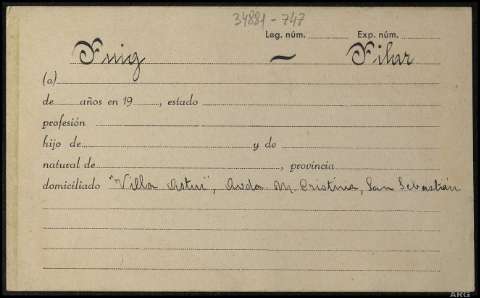 34881-747
Leg. núm. Exp. núm.
Puig — Pilar
(a)
de años en 19 , estado
profesión
hijo de y de
natural de , provincia
domiciliado "Villa Astur", Avda M. Cristina, San Sebastián
ARG